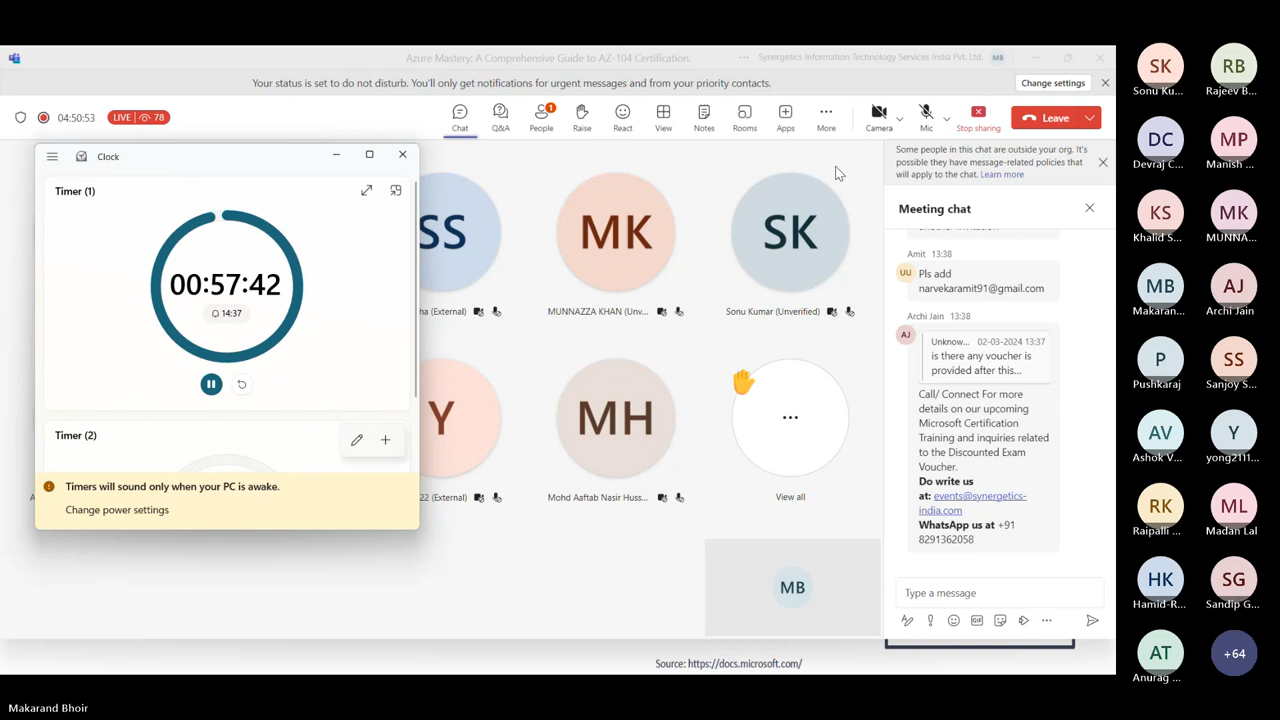 Azure Mastery: A Comprehensive Guide to AZ-104 Certification.
Synergetics Information Technology Services India Pvt. Ltd.
MB
Your status is set to do not disturb. You'll only get notifications for urgent messages and from your priority contacts.
Change settings
04:50:53
LIVE 78
Chat
Q&A
People
1
Raise
React
View
Notes
Rooms
Apps
More
Camera
Mic
Stop sharing
Leave
Clock
Timer (1)
00:57:42
14:37
Timer (2)
Timers will sound only when your PC is awake.
Change power settings
SS
ha (External)
MK
MUNNAZZA KHAN (Unv...
SK
Sonu Kumar (Unverified)
Y
22 (External)
MH
Mohd Aaftab Nasir Huss...
...
View all
MB
Some people in this chat are outside your org. It's
possible they have message-related policies that
will apply to the chat. Learn more
Meeting chat
Amit 13:38
UU
Pls add
narvekaramit91@gmail.com
Archi Jain 13:38
AJ
Unknow... 02-03-2024 13:37
is there any voucher is
provided after this...
Call/ Connect For more
details on our upcoming
Microsoft Certification
Training and inquiries related
to the Discounted Exam
Voucher.
Do write us
at: events@synergetics-
india.com
WhatsApp us at +91
8291362058
Type a message
GIF
Source: https://docs.microsoft.com/
SK
Sonu Ku...
RB
Rajeev B...
DC
Devraj C...
MP
Manish ...
KS
Khalid S...
MK
MUNNA...
MB
Makaran...
AJ
Archi Jain
P
Pushkaraj
SS
Sanjoy S...
AV
Ashok V...
Y
yong2111...
RK
Raipalli ...
ML
Madan Lal
HK
Hamid-R...
SG
Sandip G...
AT
Anurag ...
+64
Makarand Bhoir